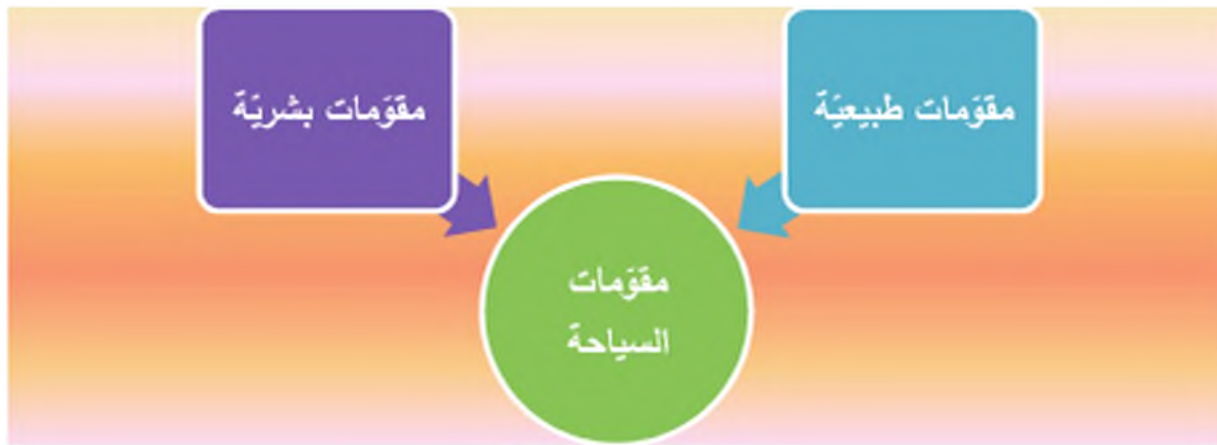 مقوّمات طبيعيّة
مقوّمات بشريّة
مقوّمات
السياحة